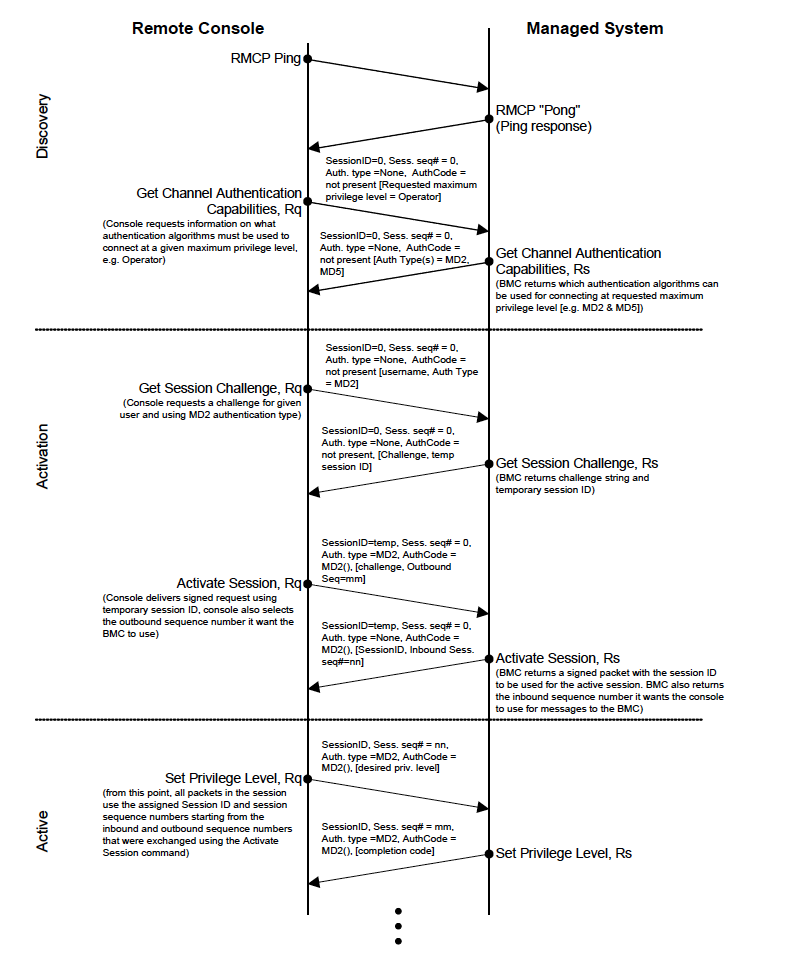 Remote Console
Managed System
Discovery
RMCP Ping
RMCP "Pong"
(Ping response)
SessionID=0, Sess. seq# = 0,
Auth. type =None,  AuthCode =
not present [Requested maximum
privilege level = Operator]
Get Channel Authentication
Capabilities, Rq
(Console requests information on what
authentication algorithms must be used to
connect at a given maximum privilege level,
e.g. Operator)
SessionID=0, Sess. seq# = 0,
Auth. type =None,  AuthCode =
not present [Auth Type(s) = MD2,
MD5]
Get Channel Authentication
Capabilities, Rs
(BMC returns which authentication algorithms can
be used for connecting at requested maximum
privilege level [e.g. MD2 & MD5])
Activation
SessionID=0, Sess. seq# = 0,
Auth. type =None,  AuthCode =
not present [username, Auth Type
= MD2]
Get Session Challenge, Rq
(Console requests a challenge for given
user and using MD2 authentication type)
SessionID=0, Sess. seq# = 0,
Auth. type =None, AuthCode =
not present, [Challenge, temp
session ID]
Get Session Challenge, Rs
(BMC returns challenge string and
temporary session ID)
SessionID=temp, Sess. seq# = 0,
Auth. type =MD2, AuthCode =
MD2(), [challenge, Outbound
Seq=mm]
Activate Session, Rq
(Console delivers signed request using
temporary session ID, console also selects
the outbound sequence number it want the
BMC to use)
SessionID=temp, Sess. seq# = 0,
Auth. type =None, AuthCode =
MD2(), [SessionID, Inbound Sess.
seq#=nn]
Activate Session, Rs
(BMC returns a signed packet with the session ID
to be used for the active session. BMC also returns
the inbound sequence number it wants the console
to use for messages to the BMC)
Active
SessionID, Sess. seq# = nn,
Auth. type =MD2, AuthCode =
MD2(), [desired priv. level]
Set Privilege Level, Rq
(from this point, all packets in the session
use the assigned Session ID and session
sequence numbers starting from the
inbound and outbound sequence numbers
that were exchanged using the Activate
Session command)
SessionID, Sess. seq# = mm,
Auth. type =MD2, AuthCode =
MD2(), [completion code]
Set Privilege Level, Rs